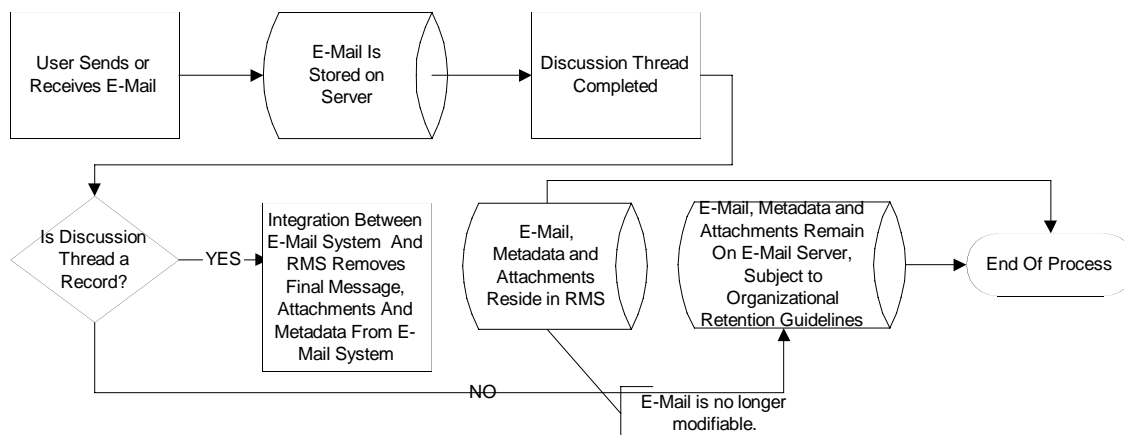 User Sends or
Receives E-Mail
E-Mail Is
Stored on
Server
Discussion Thread
Completed
Is Discussion
Thread a
Record?
YES
Integration Between
E-Mail System And
RMS Removes
Final Message,
Attachments And
Metadata From E-
Mail System
E-Mail,
Metadata and
Attachments
Reside in RMS
E-Mail, Metadata and
Attachments Remain
On E-Mail Server,
Subject to
Organizational
Retention Guidelines
End Of Process
NO
E-Mail is no longer
modifiable.